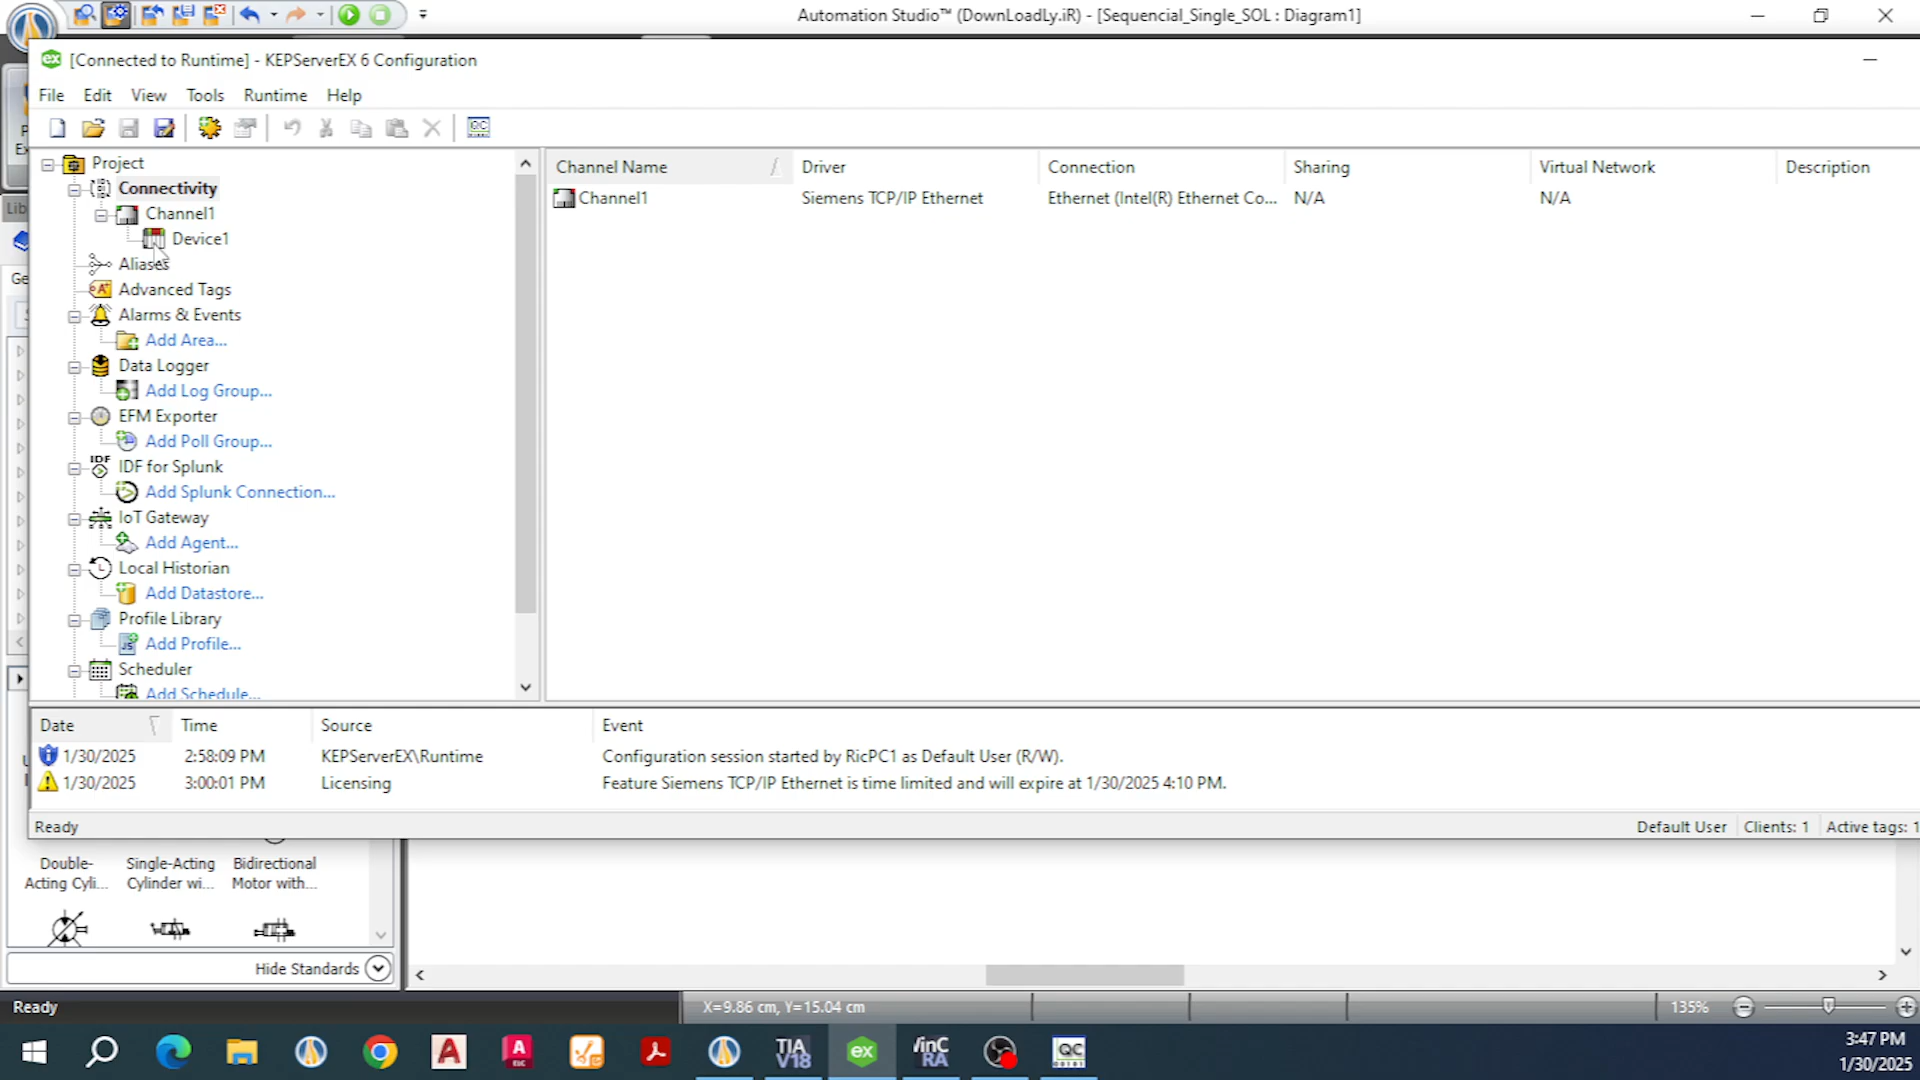 Automation Studio™ (DownLoadLy.iR) - [Sequencial_Single_SOL : Diagram1]
[Connected to Runtime] - KEPServerEX 6 Configuration
File Edit View Tools Runtime Help
Project
Connectivity
Channel1
Device1
Aliases
Advanced Tags
Alarms & Events
Add Area...
Data Logger
Add Log Group...
EFM Exporter
Add Poll Group...
IDF for Splunk
Add Splunk Connection...
IoT Gateway
Add Agent...
Local Historian
Add Datastore...
Profile Library
Add Profile...
Scheduler
Add Schedule...
Channel Name Driver Connection Sharing Virtual Network Description
Channel1 Siemens TCP/IP Ethernet Ethernet (Intel(R) Ethernet Co... N/A N/A
Date Time Source Event
1/30/2025 2:58:09 PM KEPServerEX\Runtime Configuration session started by RicPC1 as Default User (R/W).
1/30/2025 3:00:01 PM Licensing Feature Siemens TCP/IP Ethernet is time limited and will expire at 1/30/2025 4:10 PM.
Ready Default User Clients: 1 Active tags: 1
Double-Acting Cyli... Single-Acting Cylinder wi... Bidirectional Motor with...
Hide Standards
Ready X=9.86 cm, Y=15.04 cm 135%
TIA V18
ex
VinC RA
QC
3:47 PM
1/30/2025